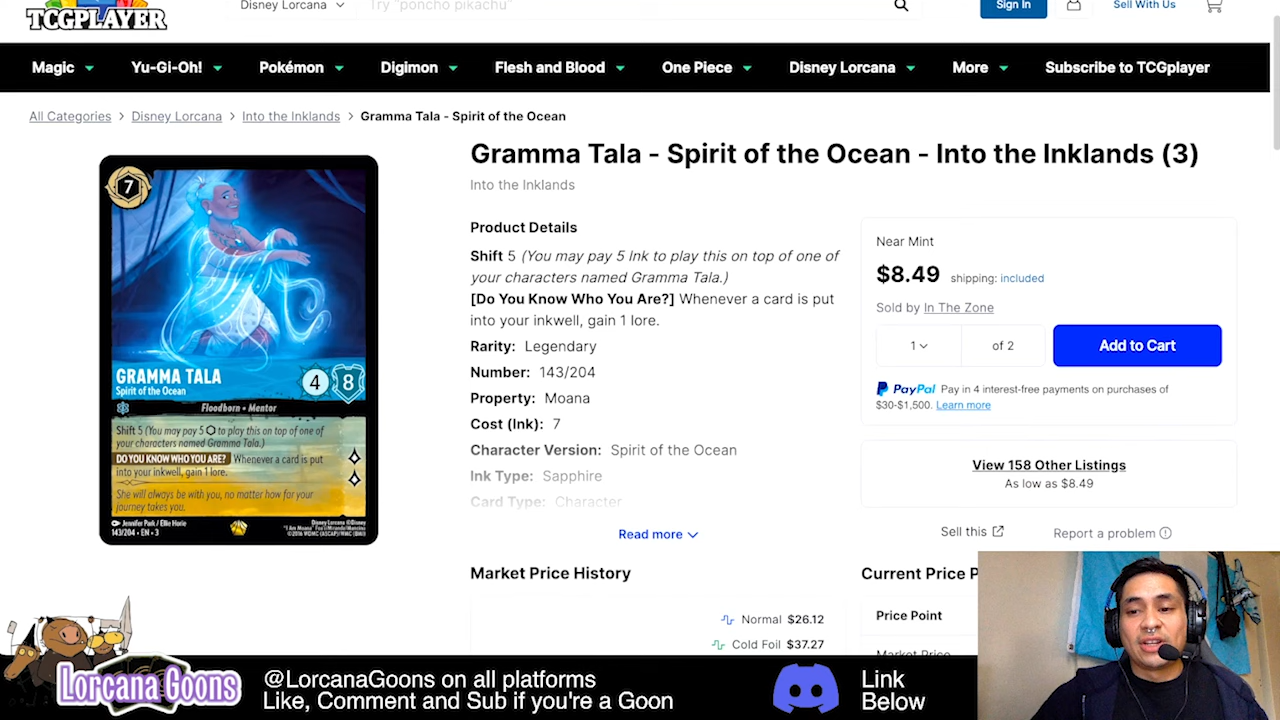 TCGPLAYER
Disney Lorcana
Try "poncho pikachu"
Sign In
Sell With Us
Magic
Yu-Gi-Oh!
Pokémon
Digimon
Flesh and Blood
One Piece
Disney Lorcana
More
Subscribe to TCGplayer
All Categories > Disney Lorcana > Into the Inklands > Gramma Tala - Spirit of the Ocean
7
GRAMMA TALA
Spirit of the Ocean
4
8
Floodborn • Mentor
Shift 5 (You may pay 5 to play this on top of one of
your characters named Gramma Tala.)
DO YOU KNOW WHO YOU ARE? Whenever a card is put
into your inkwell, gain 1 lore.
She will always be with you, no matter how far your
journey takes you.
Jennifer Park / Ellie Horie
143/204 • EN • 3
Disney Lorcana ©Disney
Gramma Tala - Spirit of the Ocean - Into the Inklands (3)
Into the Inklands
Product Details
Shift 5 (You may pay 5 Ink to play this on top of one of
your characters named Gramma Tala.)
[Do You Know Who You Are?] Whenever a card is put
into your inkwell, gain 1 lore.
Rarity: Legendary
Number: 143/204
Property: Moana
Cost (Ink): 7
Character Version: Spirit of the Ocean
Ink Type: Sapphire
Card Type: Character
Read more
Near Mint
$8.49 shipping: included
Sold by In The Zone
1
of 2
Add to Cart
PayPal Pay in 4 interest-free payments on purchases of
$30-$1,500. Learn more
View 158 Other Listings
As low as $8.49
Sell this
Report a problem
Market Price History
Normal $26.12
Cold Foil $37.27
Current Price P
Price Point
Market Price
Lorcana Goons
@LorcanaGoons on all platforms
Like, Comment and Sub if you're a Goon
Link
Below